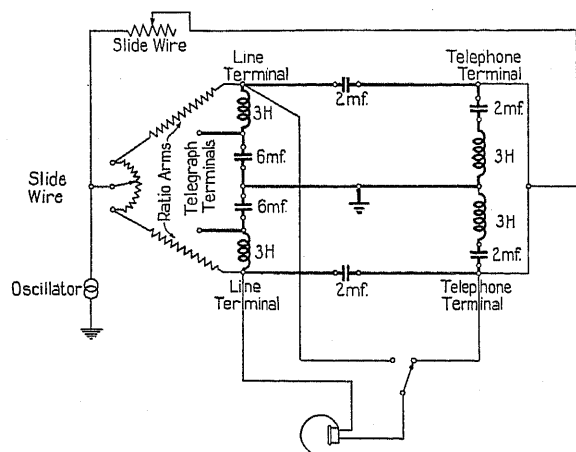 Slide Wire
Line
Terminal
Telephone
Terminal
2mf.
2mf.
3H
3H
Ratio Arms
Telegraph
Terminals
6mf.
Slide
Wire
6mf.
3H
3H
2mf.
Oscillator
Line
Terminal
2mf.
Telephone
Terminal